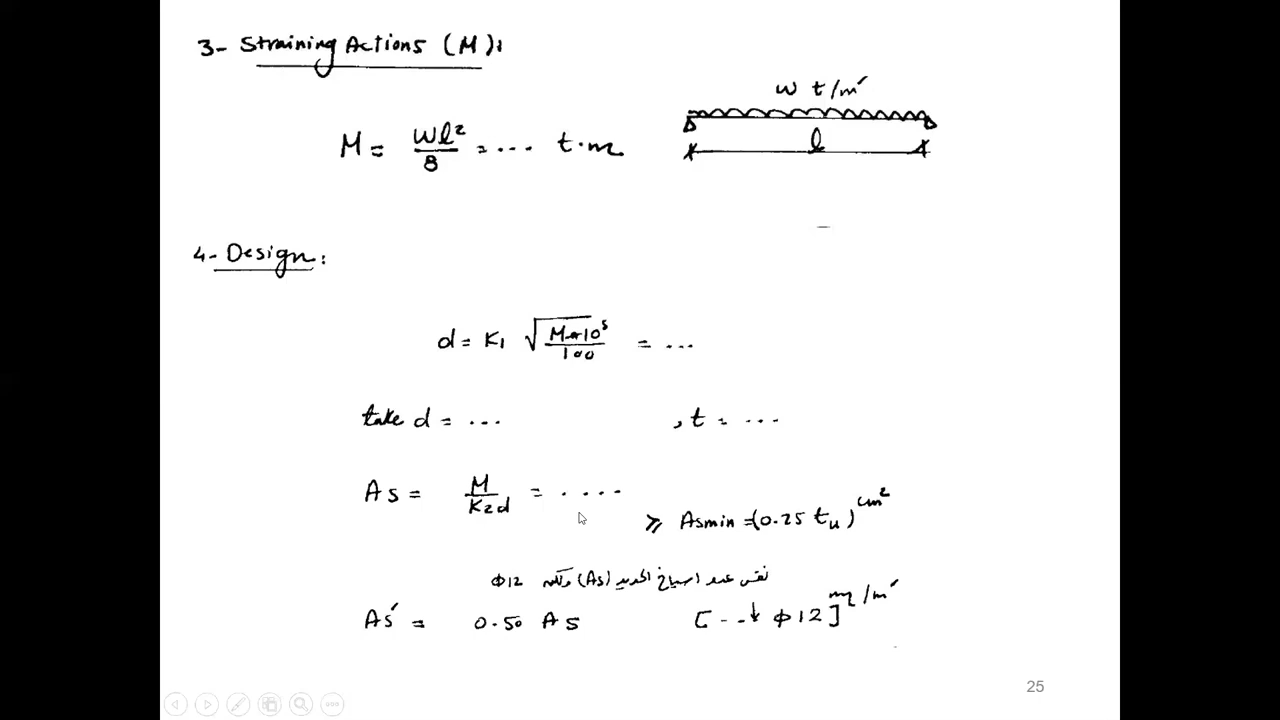 3- Straining Actions (M):
w t/m'
M = wl²/8 = ... t.m
l
4- Design:
d = K1 √(M*10⁵/100) = ...
take d = ... , t = ...
As = M/K2d = ....
≥ Asmin = (0.25 tu) cm²
نفس عدد اسياخ الحديد (As) ولكن Φ12
As' = 0.50 As [ ... Φ12]/m'
25